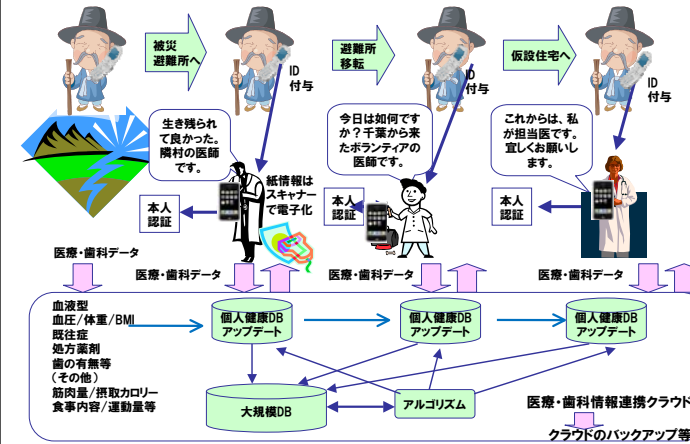 被災
避難所へ
避難所
移転
仮設住宅へ
ID
付与
ID
付与
ID
付与
生き残られ
て良かった。
隣村の医師
です。
今日は如何です
か？千葉から来
たボランティアの
医師です。
これからは、私
が担当医です。
宜しくお願いし
ます。
本人
認証
紙情報は
スキャナー
で電子化
本人
認証
本人
認証
医療・歯科データ
医療・歯科データ
医療・歯科データ
医療・歯科データ
血液型
血圧/体重/BMI
既往症
処方薬剤
歯の有無等
（その他）
筋肉量/摂取カロリー
食事内容/運動量等
個人健康DB
アップデート
個人健康DB
アップデート
個人健康DB
アップデート
大規模DB
アルゴリズム
医療・歯科情報連携クラウド
クラウドのバックアップ等